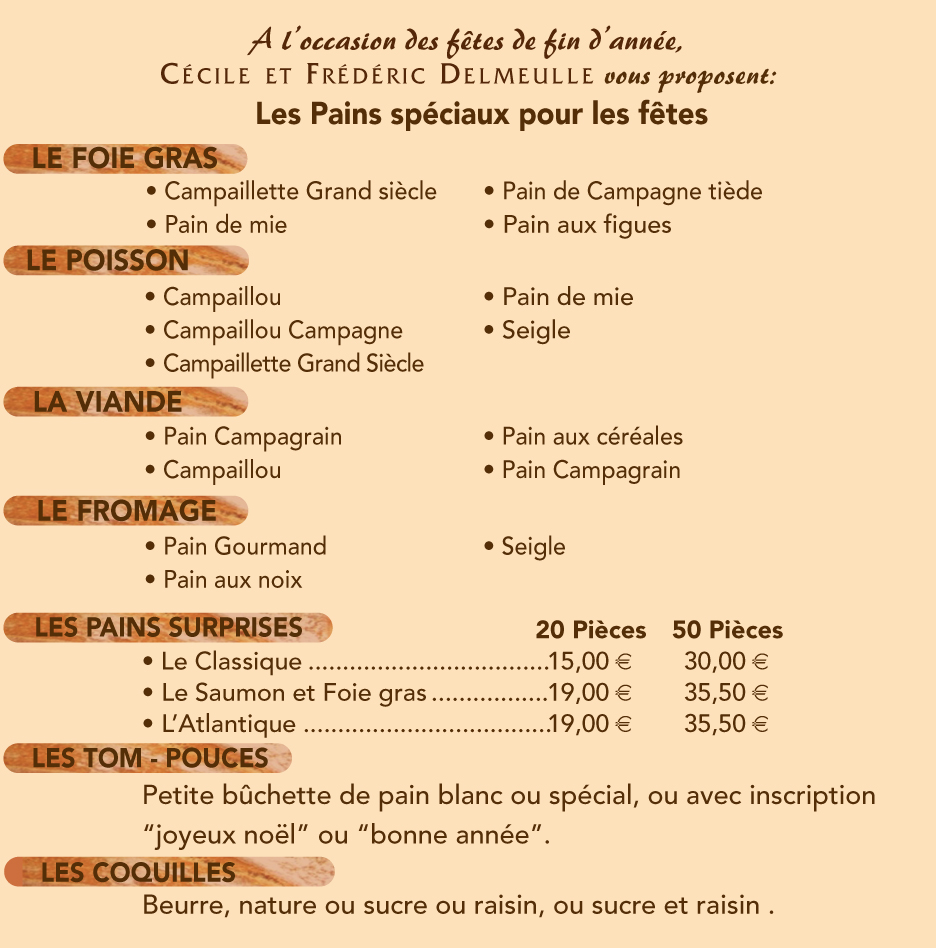 A l'occasion des fêtes de fin d'année,
CÉCILE ET FRÉDÉRIC DELMEULLE vous proposent:
Les Pains spéciaux pour les fêtes
LE FOIE GRAS
• Campaillette Grand siècle • Pain de Campagne tiède
• Pain de mie • Pain aux figues
LE POISSON
• Campaillou • Pain de mie
• Campaillou Campagne • Seigle
• Campaillette Grand Siècle
LA VIANDE
• Pain Campagrain • Pain aux céréales
• Campaillou • Pain Campagrain
LE FROMAGE
• Pain Gourmand • Seigle
• Pain aux noix
LES PAINS SURPRISES 20 Pièces 50 Pièces
• Le Classique ...................................15,00 € 30,00 €
• Le Saumon et Foie gras.................19,00 € 35,50 €
• L'Atlantique ....................................19,00 € 35,50 €
LES TOM - POUCES
Petite bûchette de pain blanc ou spécial, ou avec inscription
“joyeux noël” ou “bonne année”.
LES COQUILLES
Beurre, nature ou sucre ou raisin, ou sucre et raisin .